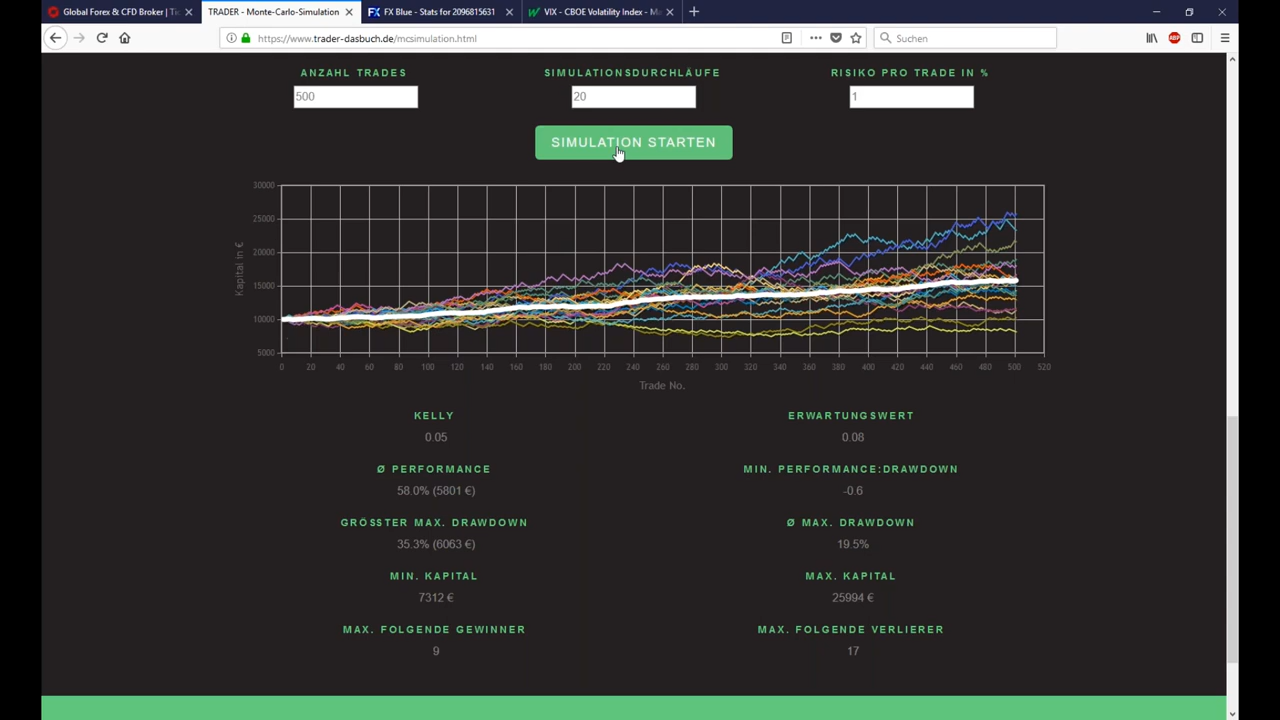 Global Forex & CFD Broker | Ti
TRADER - Monte-Carlo-Simulation
FX Blue - Stats for 2096815631
VIX - CBOE Volatility Index - Ma
https://www.trader-dasbuch.de/mcsimulation.html
Suchen
ABP
ANZAHL TRADES SIMULATIONSDURCHLÄUFE RISIKO PRO TRADE IN %
500 20 1
SIMULATION STARTEN
30000
25000
20000
15000
10000
5000
Kapital in €
0 20 40 60 80 100 120 140 160 180 200 220 240 260 280 300 320 340 360 380 400 420 440 460 480 500 520
Trade No.
KELLY ERWARTUNGSWERT
0.05 0.08
Ø PERFORMANCE MIN. PERFORMANCE:DRAWDOWN
58.0% (5801 €) -0.6
GRÖSSTER MAX. DRAWDOWN Ø MAX. DRAWDOWN
35.3% (6063 €) 19.5%
MIN. KAPITAL MAX. KAPITAL
7312 € 25994 €
MAX. FOLGENDE GEWINNER MAX. FOLGENDE VERLIERER
9 17